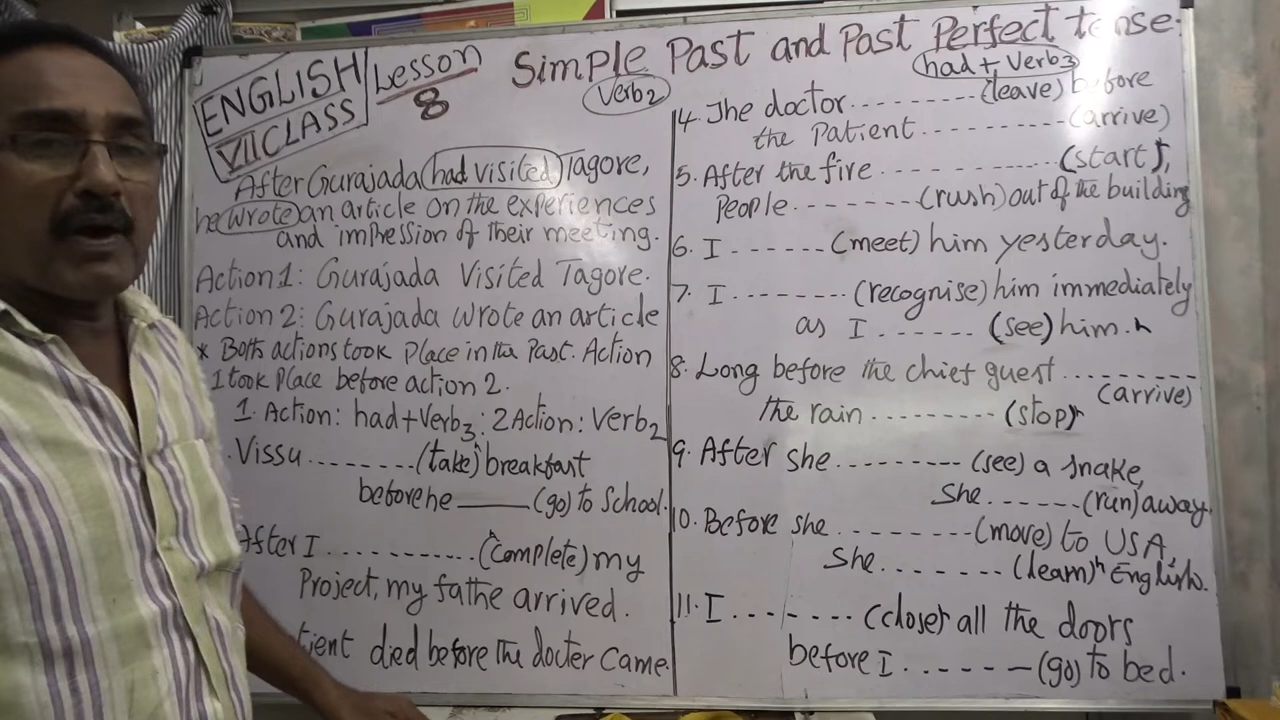 ENGLISH
VII CLASS
Lesson
8
Simple Past and Past Perfect tense
Verb2
had + Verb3
After Gurajada had visited Tagore,
he wrote an article on the experiences
and impression of their meeting.
Action 1: Gurajada Visited Tagore.
Action 2: Gurajada Wrote an article
* Both actions took Place in the Past. Action
1 took Place before action 2.
1. Action: had+Verb3: 2 Action: Verb2
. Vissu ........ (take) breakfast
before he ____ (go) to School.
After I ........... (complete) my
Project, my fathe arrived.
died before the docter came.
4. The doctor ......... (leave) before
the Patient .......... (arrive)
5. After the fire ............ (start),
People ........ (rush) out of the building
6. I ...... (meet) him yesterday.
7. I ........ (recognise) him immediately
as I ...... (see) him.
8. Long before the chief guest .........
(arrive)
the rain ......... (stop)
9. After she ......... (see) a snake,
She ...... (run) away.
10. Before she ......... (move) to USA,
She ........ (learn) English.
11. I ....... (close) all the doors
before I ....... (go) to bed.